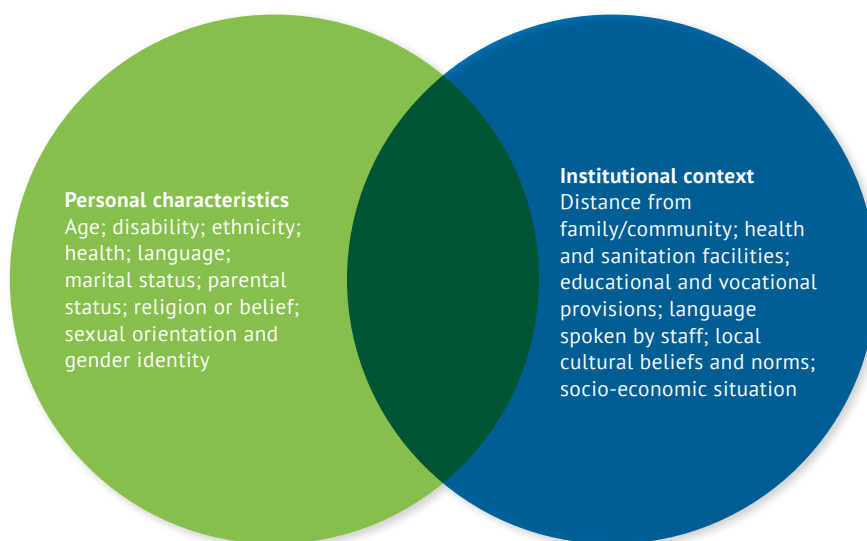 Personal characteristics
Age; disability; ethnicity;
health; language;
marital status; parental
status; religion or belief;
sexual orientation and
gender identity
Institutional context
Distance from
family/community; health
and sanitation facilities;
educational and vocational
provisions; language
spoken by staff; local
cultural beliefs and norms;
socio-economic situation